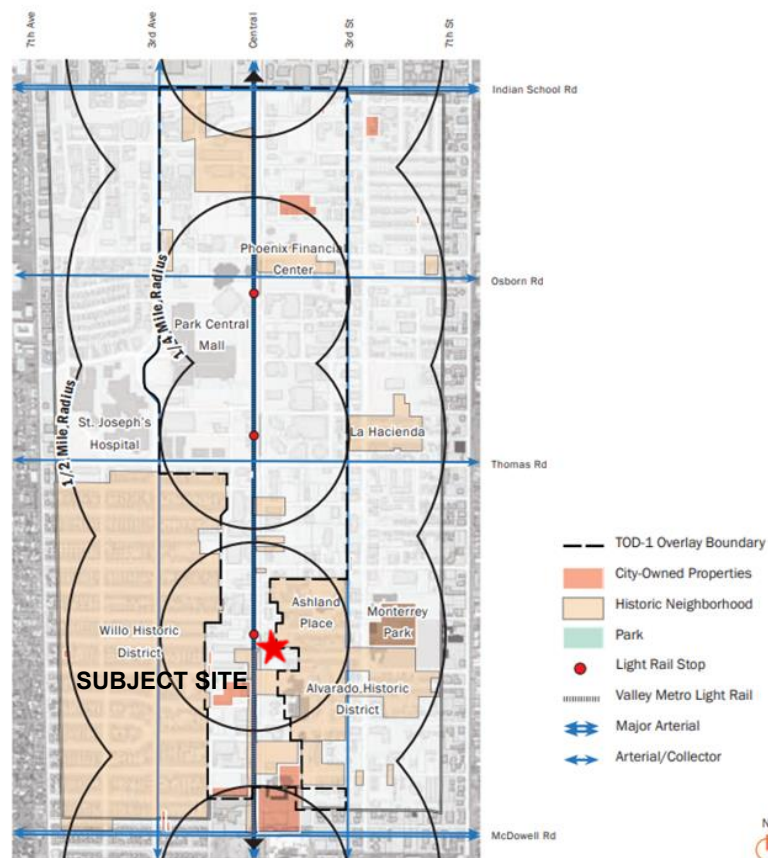 7th Ave
3rd Ave
Central
3rd St
7th St
Indian School Rd
Phoenix Financial
Center
Osborn Rd
1/4 Mile Radius
Park Central
Mall
1/2 Mile Radius
St. Joseph's
Hospital
La Hacienda
Thomas Rd
TOD-1 Overlay Boundary
City-Owned Properties
Historic Neighborhood
Park
Light Rail Stop
Valley Metro Light Rail
Major Arterial
Arterial/Collector
Ashland
Place
Monterrey
Park
Willo Historic
District
SUBJECT SITE
Alvarado Historic
District
McDowell Rd
N